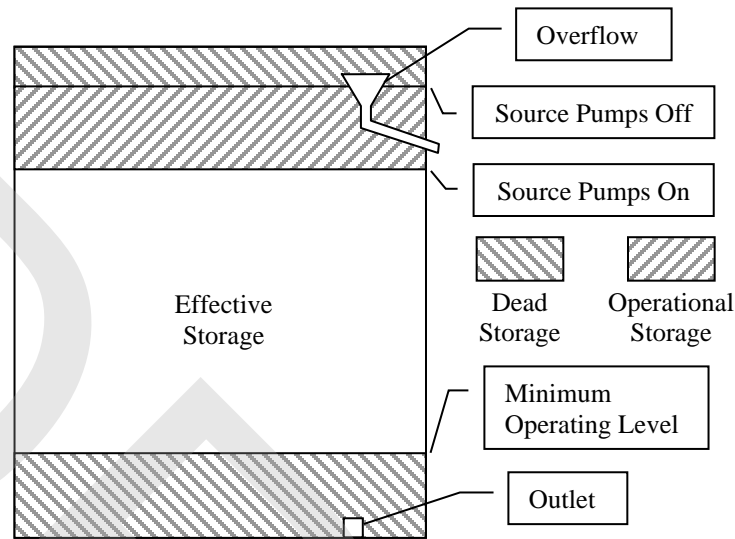 Overflow
Source Pumps Off
Source Pumps On
Effective
Storage
Dead
Storage
Operational
Storage
Minimum
Operating Level
Outlet